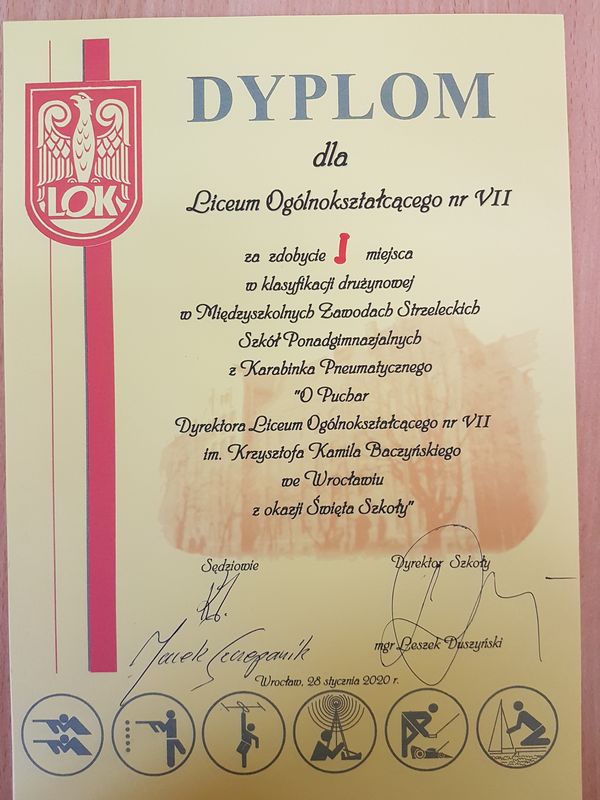 DYPLOM
LOK
dla
Liceum Ogólnokształcącego nr VII
za zdobycie I miejsca
w klasyfikacji drużynowej
w Międzyszkolnych Zawodach Strzeleckich
Szkół Ponadgimnazjalnych
z Karabinka Pneumatycznego
"O Puchar
Dyrektora Liceum Ogólnokształcącego nr VII
im. Krzysztofa Kamila Baczyńskiego
we Wrocławiu
z okazji Święta Szkoły"
Sędziowie Dyrektor Szkoły
Marek
mgr Leszek Duszyński
Wrocław, 28 stycznia 2020 r.